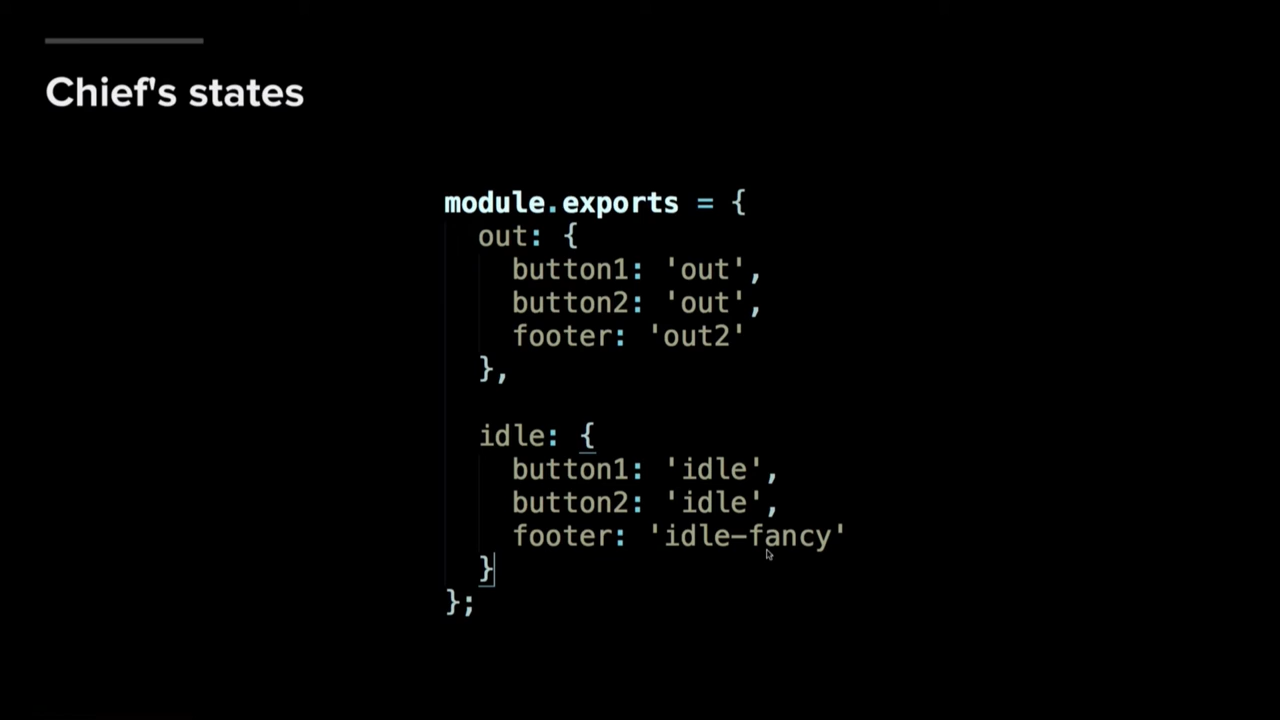 Chief's states
module.exports = {
  out: {
    button1: 'out',
    button2: 'out',
    footer: 'out2'
  },
  idle: {
    button1: 'idle',
    button2: 'idle',
    footer: 'idle-fancy'
  }
};